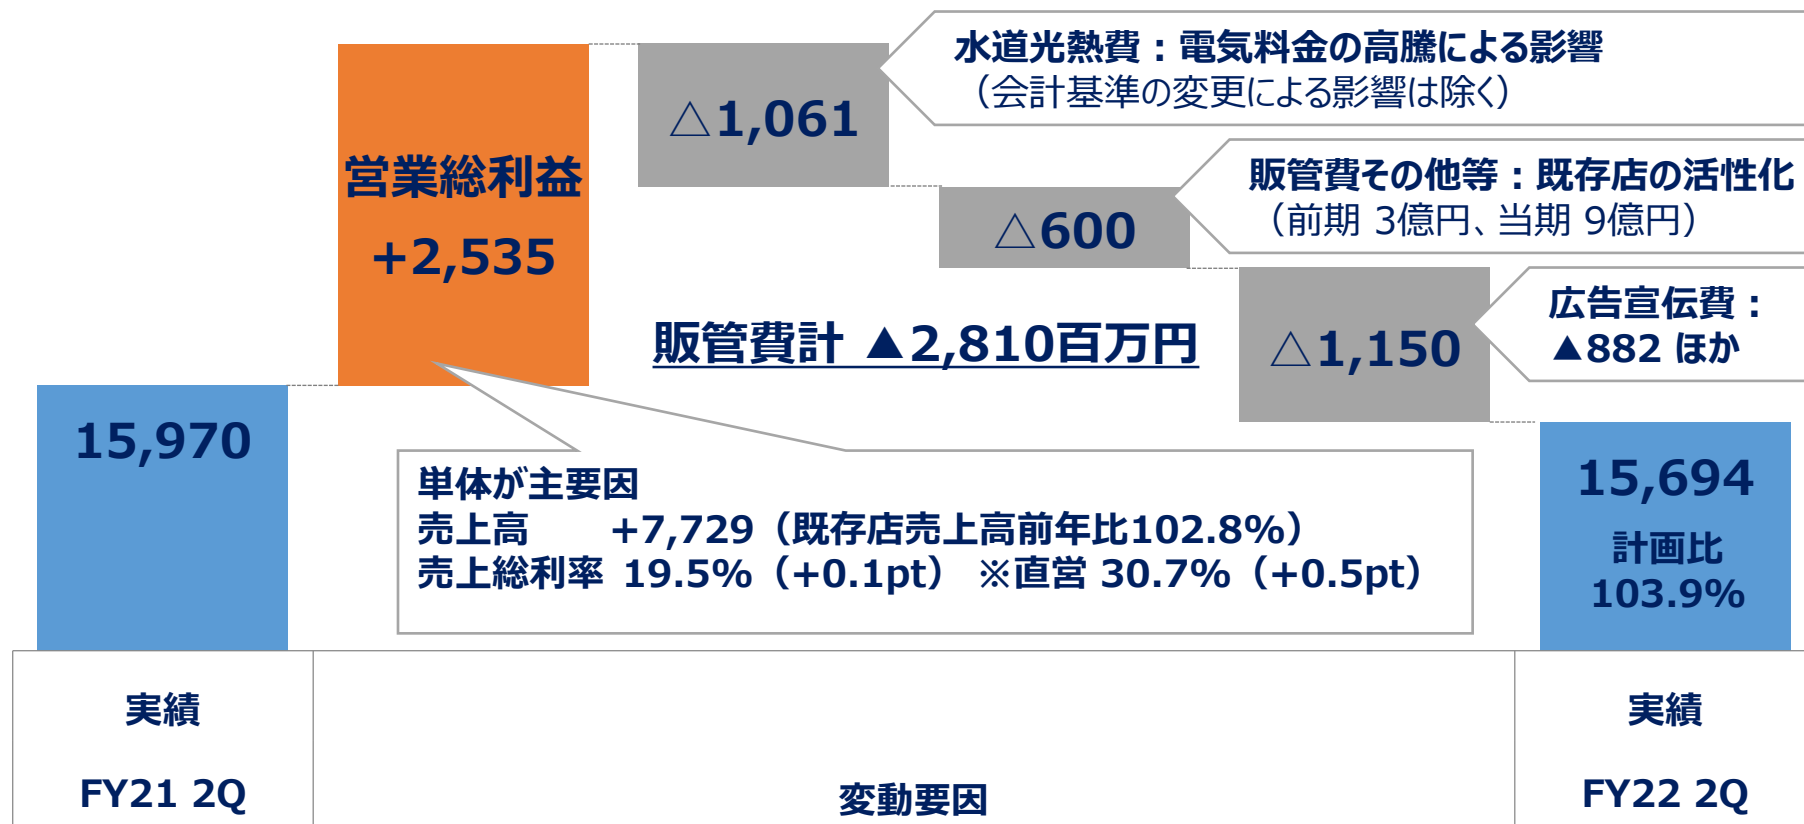 水道光熱費：電気料金の高騰による影響
（会計基準の変更による影響は除く）
△1,061
営業総利益
+2,535
販管費その他等：既存店の活性化
（前期 3億円、当期 9億円）
△600
広告宣伝費：
▲882 ほか
△1,150
販管費計 ▲2,810百万円
15,970
単体が主要因
売上高 +7,729（既存店売上高前年比102.8%）
売上総利率 19.5%（+0.1pt） ※直営 30.7%（+0.5pt）
15,694
計画比
103.9%
実績
FY21 2Q
変動要因
実績
FY22 2Q